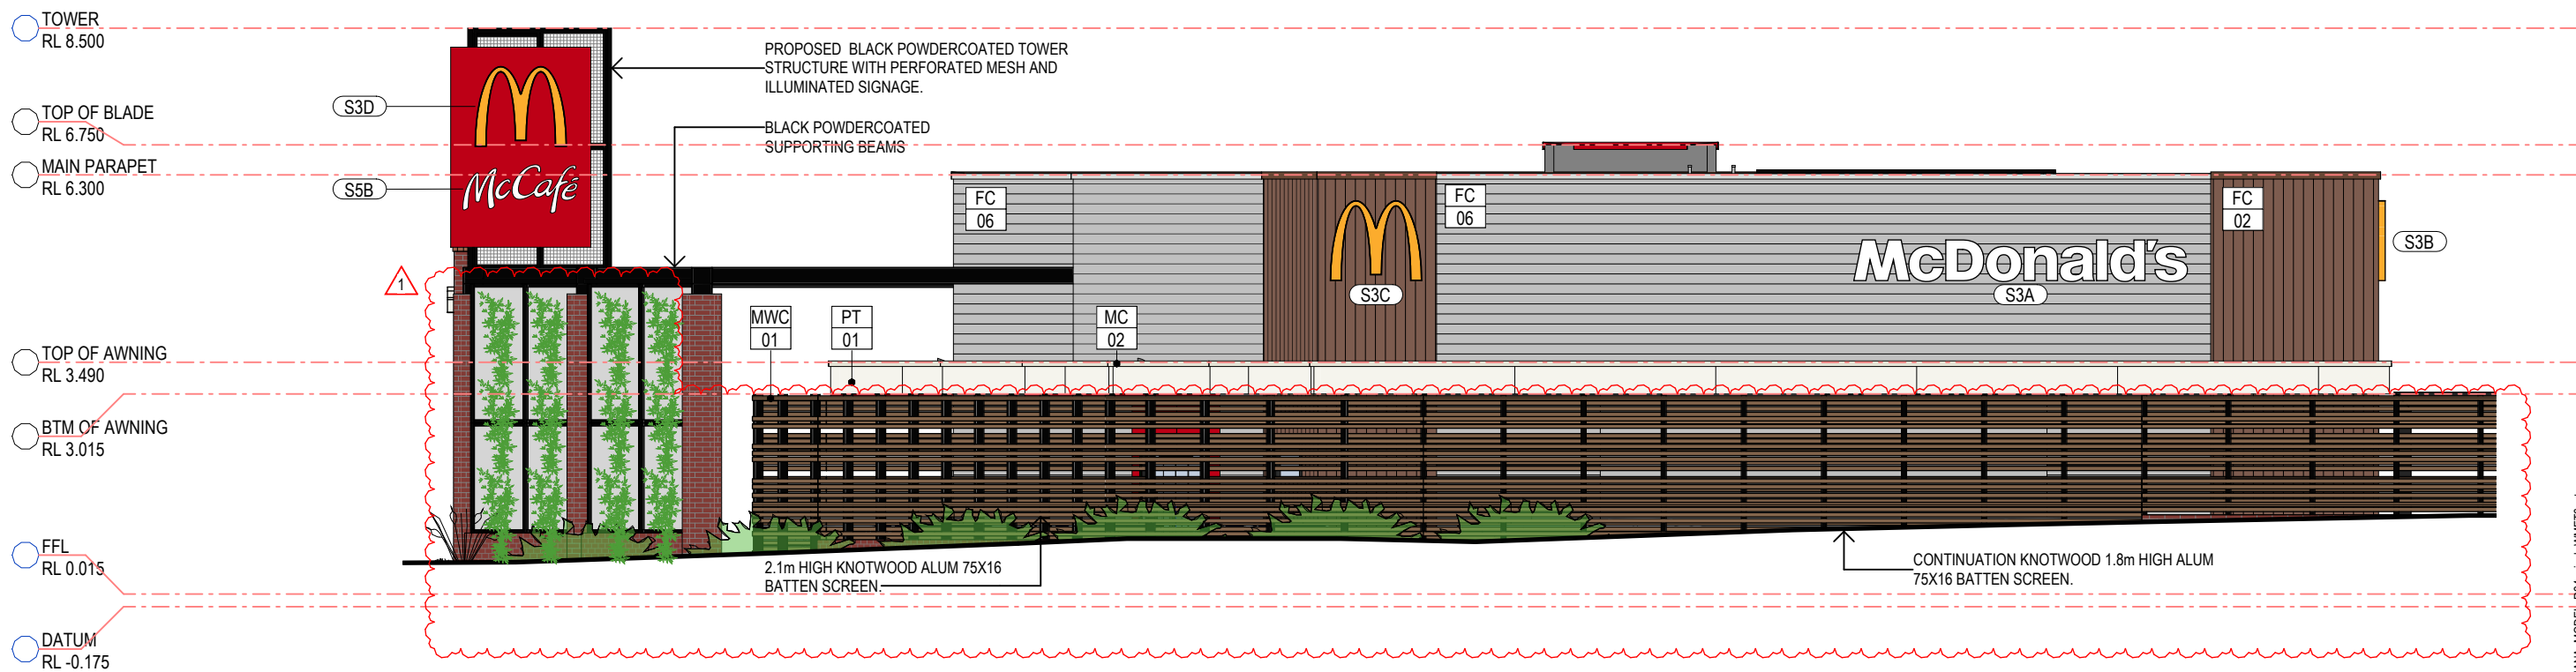 TOWER
RL 8.500
TOP OF BLADE
RL 6.750
MAIN PARAPET
RL 6.300
TOP OF AWNING
RL 3.490
BTM OF AWNING
RL 3.015
FFL
RL 0.015
DATUM
RL -0.175
S3D
S5B
McCafé
1
PROPOSED BLACK POWDERCOATED TOWER
STRUCTURE WITH PERFORATED MESH AND
ILLUMINATED SIGNAGE.
BLACK POWDERCOATED
SUPPORTING BEAMS
FC
06
S3C
FC
06
McDonald's
S3A
FC
02
S3B
MWC
01
PT
01
MC
02
2.1m HIGH KNOTWOOD ALUM 75X16
BATTEN SCREEN.
CONTINUATION KNOTWOOD 1.8m HIGH ALUM
75X16 BATTEN SCREEN.